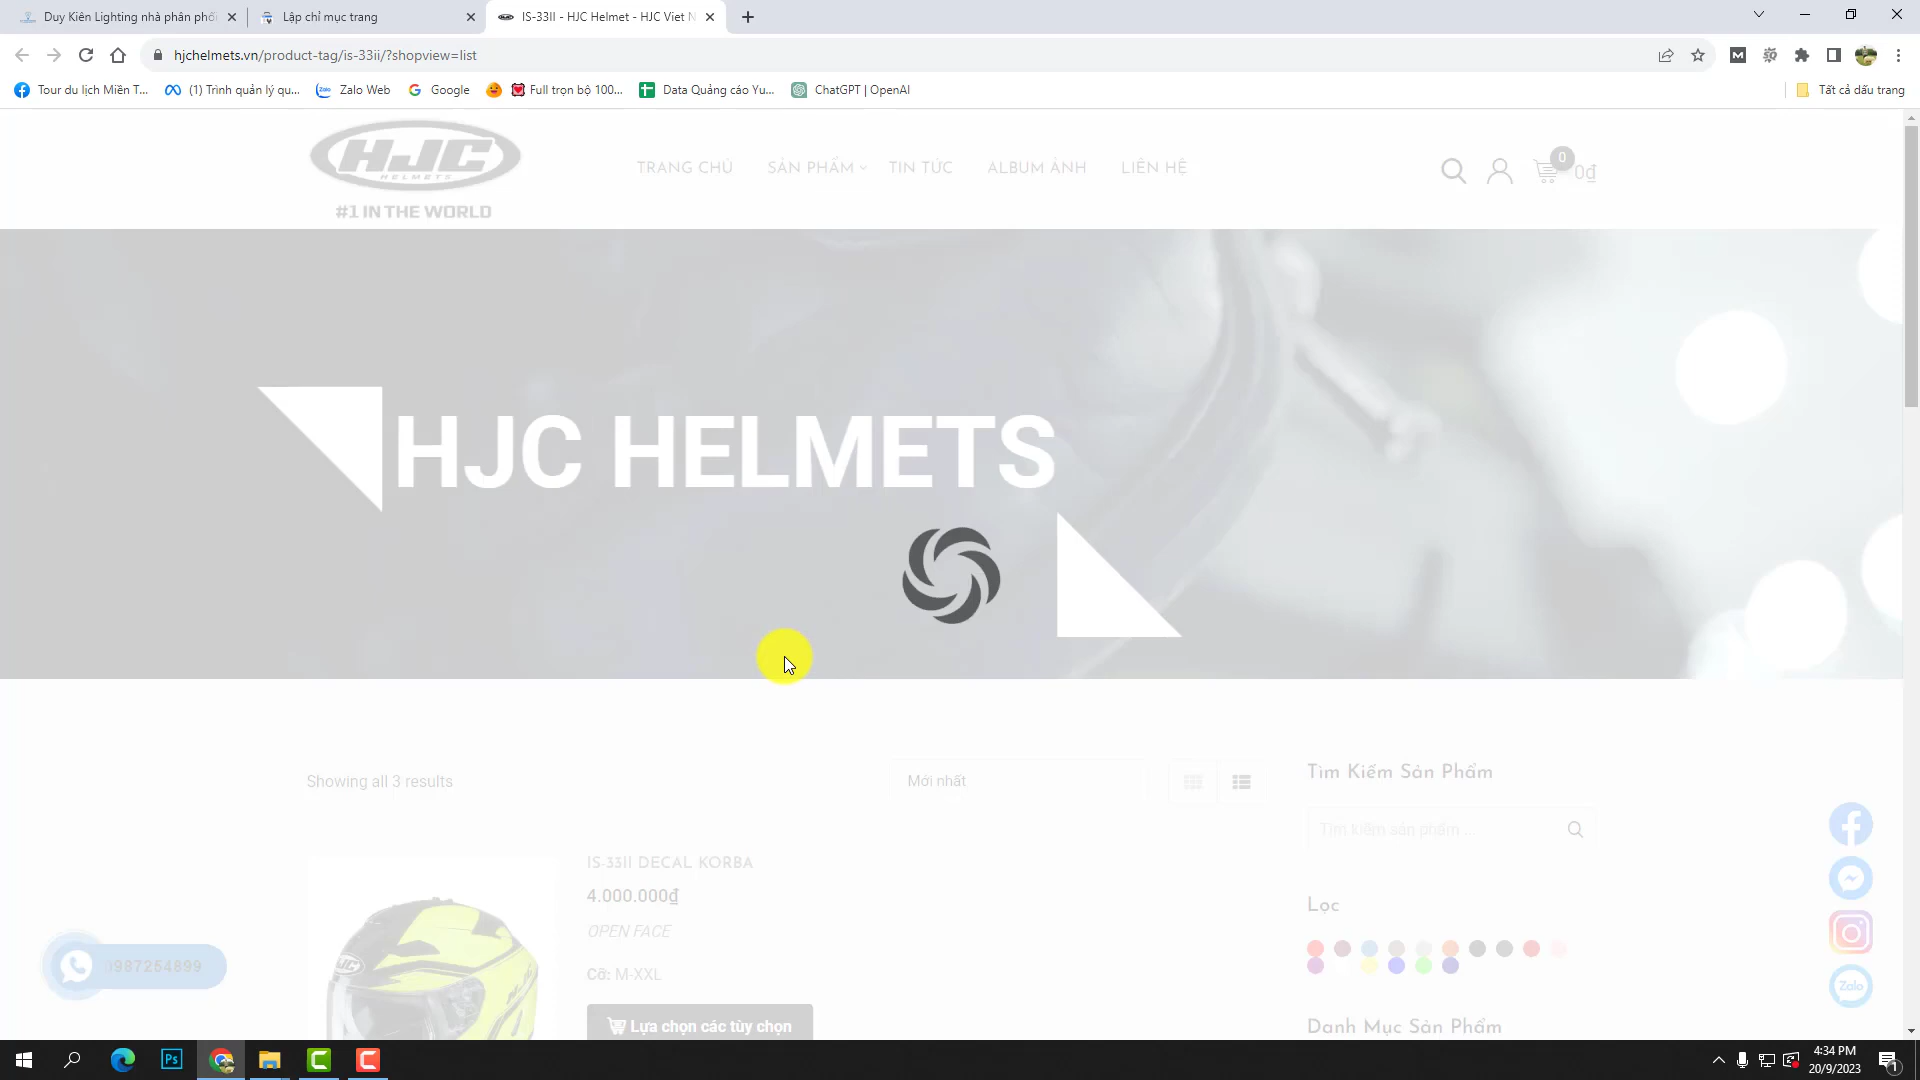 Duy Kiên Lighting nhà phân phối
Lập chỉ mục trang
IS-33II - HJC Helmet - HJC Viet N
hjchelmets.vn/product-tag/is-33ii/?shopview=list
Tour du lịch Miền T...
(1) Trình quản lý qu...
Zalo Web
Google
Full trọn bộ 100...
Data Quảng cáo Yu...
ChatGPT | OpenAI
Tất cả dấu trang
HJC
HELMETS
#1 IN THE WORLD
TRANG CHỦ
SẢN PHẨM
TIN TỨC
ALBUM ẢNH
LIÊN HỆ
0
0₫
HJC HELMETS
Showing all 3 results
Mới nhất
Tìm Kiếm Sản Phẩm
Tìm kiếm sản phẩm ...
IS-33II DECAL KORBA
4.000.000₫
OPEN FACE
Cỡ: M-XXL
Lựa chọn các tùy chọn
Lọc
Danh Mục Sản Phẩm
0987254899
Zalo
HJC
Ps
4:34 PM
20/9/2023
1